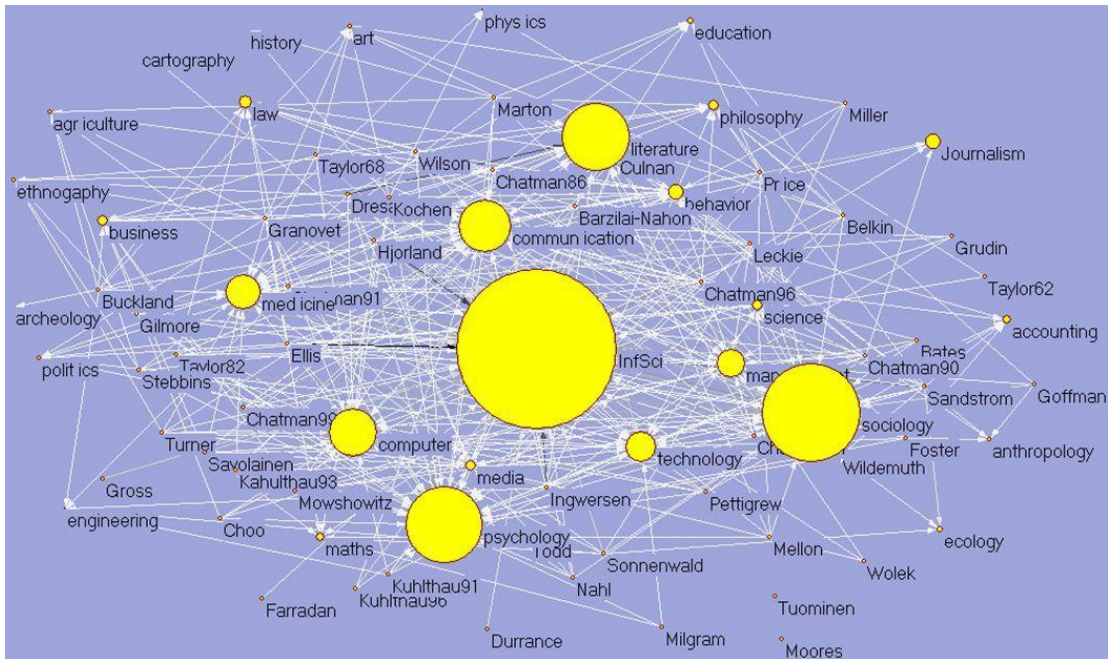 phys ics
history
art
education
cartography
law
Marton
philosophy
Miller
agr iculture
literature
Culnan
Journalism
Taylor68
Wilson
Chatman86
Pr ice
ethnogaphy
Kochen
behavior
business
Granovet
Barzilai-Nahon
Belkin
commun ication
Hjorland
Leckie
Grudin
Buckland
med icine
Chatman96
Taylor62
archeology
Gilmore
science
accounting
Ellis
InfSci
Bates
polit ics
Taylor82
Chatman90
Stebbins
Sandstrom
Goffman
Chatman99
sociology
Turner
computer
Foster
anthropology
Savolainen
technology
Wildemuth
Kahulthau93
media
Gross
Mowshowitz
Ingwersen
Pettigrew
engineering
Choo
maths
psychology
Mellon
ecology
Sonnenwald
Wolek
Kuhlthau91
Nahl
Kuhlthau96
Farradan
Tuominen
Durrance
Milgram
Moores